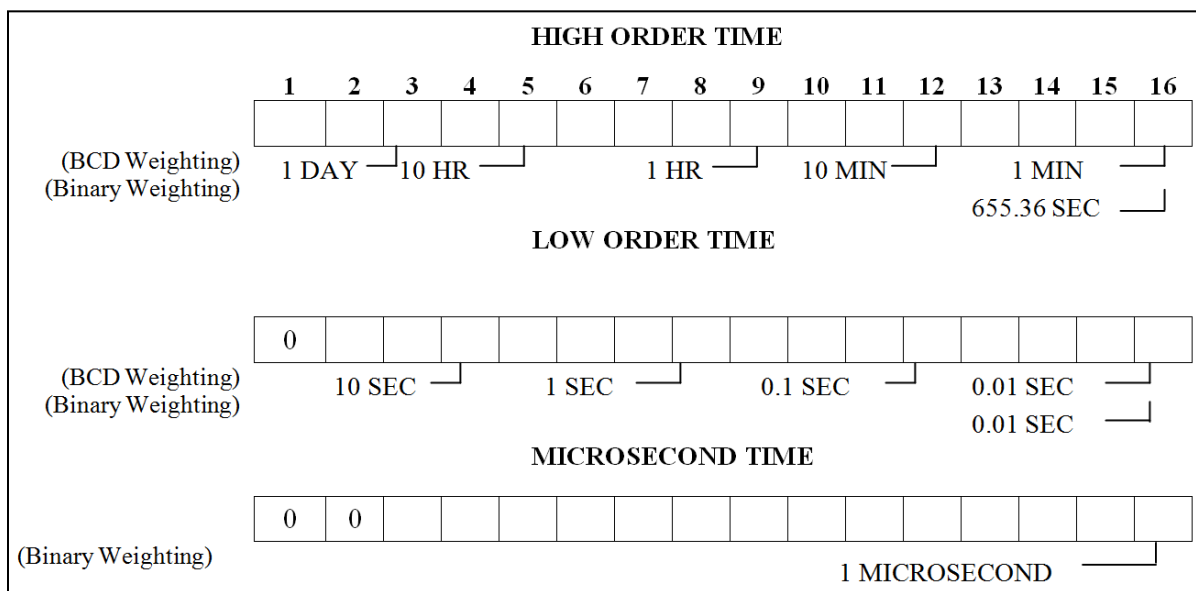 HIGH ORDER TIME
1 2 3 4 5 6 7 8 9 10 11 12 13 14 15 16
(BCD Weighting) 1 DAY 10 HR 1 HR 10 MIN 1 MIN
(Binary Weighting) 655.36 SEC
LOW ORDER TIME
0
(BCD Weighting) 10 SEC 1 SEC 0.1 SEC 0.01 SEC
(Binary Weighting) 0.01 SEC
MICROSECOND TIME
0 0
(Binary Weighting) 1 MICROSECOND